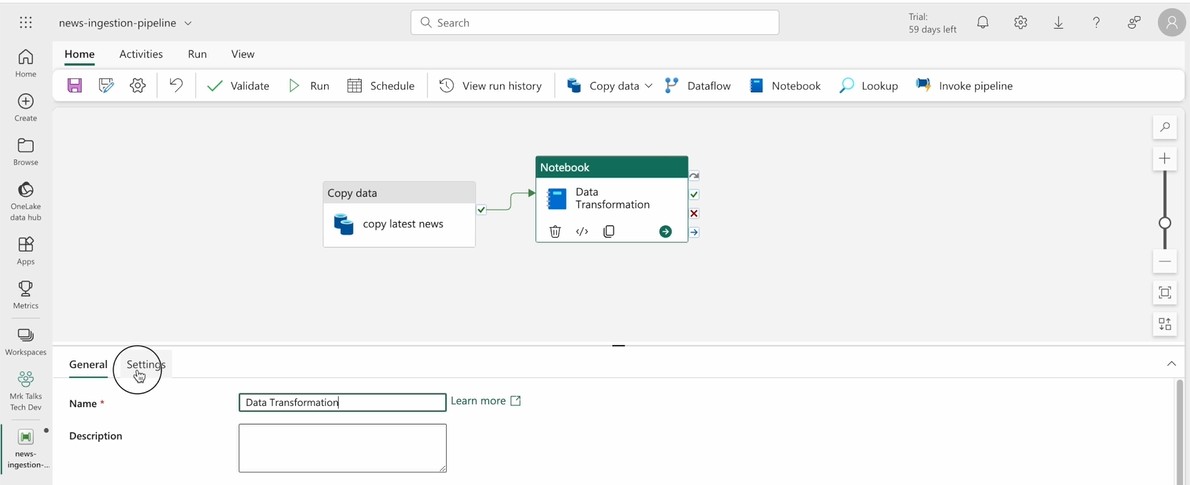 news-ingestion-pipeline
Search
Trial:
59 days left
Home
Activities
Run
View
Validate
Run
Schedule
View run history
Copy data
Dataflow
Notebook
Lookup
Invoke pipeline
Home
Create
Browse
OneLake
data hub
Apps
Metrics
Workspaces
Mrk Talks
Tech Dev
news-
ingestion-...
Copy data
copy latest news
Notebook
Data
Transformation
General
Settings
Name *
Data Transformation
Learn more
Description